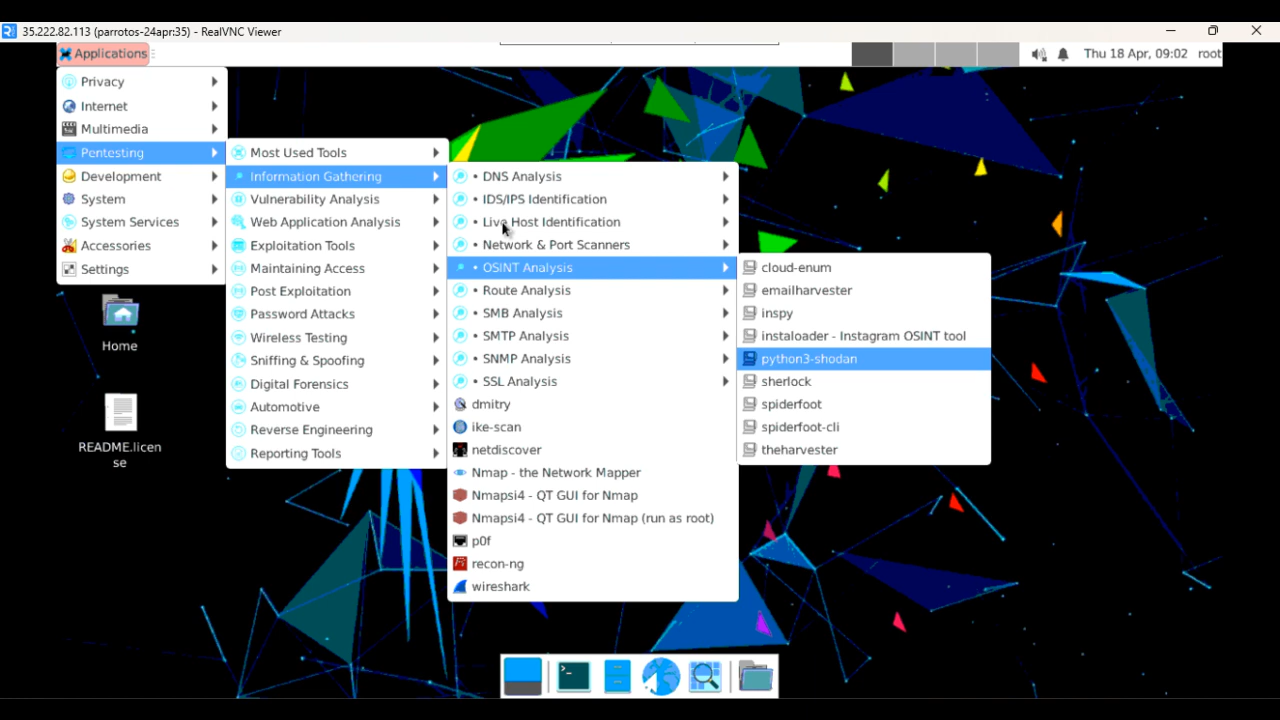 35.222.82.113 (parrotos-24apr:35) - RealVNC Viewer
Applications
Thu 18 Apr, 09:02 root
Privacy
Internet
Multimedia
Pentesting
Development
System
System Services
Accessories
Settings
Most Used Tools
Information Gathering
Vulnerability Analysis
Web Application Analysis
Exploitation Tools
Maintaining Access
Post Exploitation
Password Attacks
Wireless Testing
Sniffing & Spoofing
Digital Forensics
Automotive
Reverse Engineering
Reporting Tools
• DNS Analysis
• IDS/IPS Identification
• Live Host Identification
• Network & Port Scanners
• OSINT Analysis
• Route Analysis
• SMB Analysis
• SMTP Analysis
• SNMP Analysis
• SSL Analysis
dmitry
ike-scan
netdiscover
Nmap - the Network Mapper
Nmapsi4 - QT GUI for Nmap
Nmapsi4 - QT GUI for Nmap (run as root)
p0f
recon-ng
wireshark
cloud-enum
emailharvester
inspy
instaloader - Instagram OSINT tool
python3-shodan
sherlock
spiderfoot
spiderfoot-cli
theharvester
Home
README.licen
se